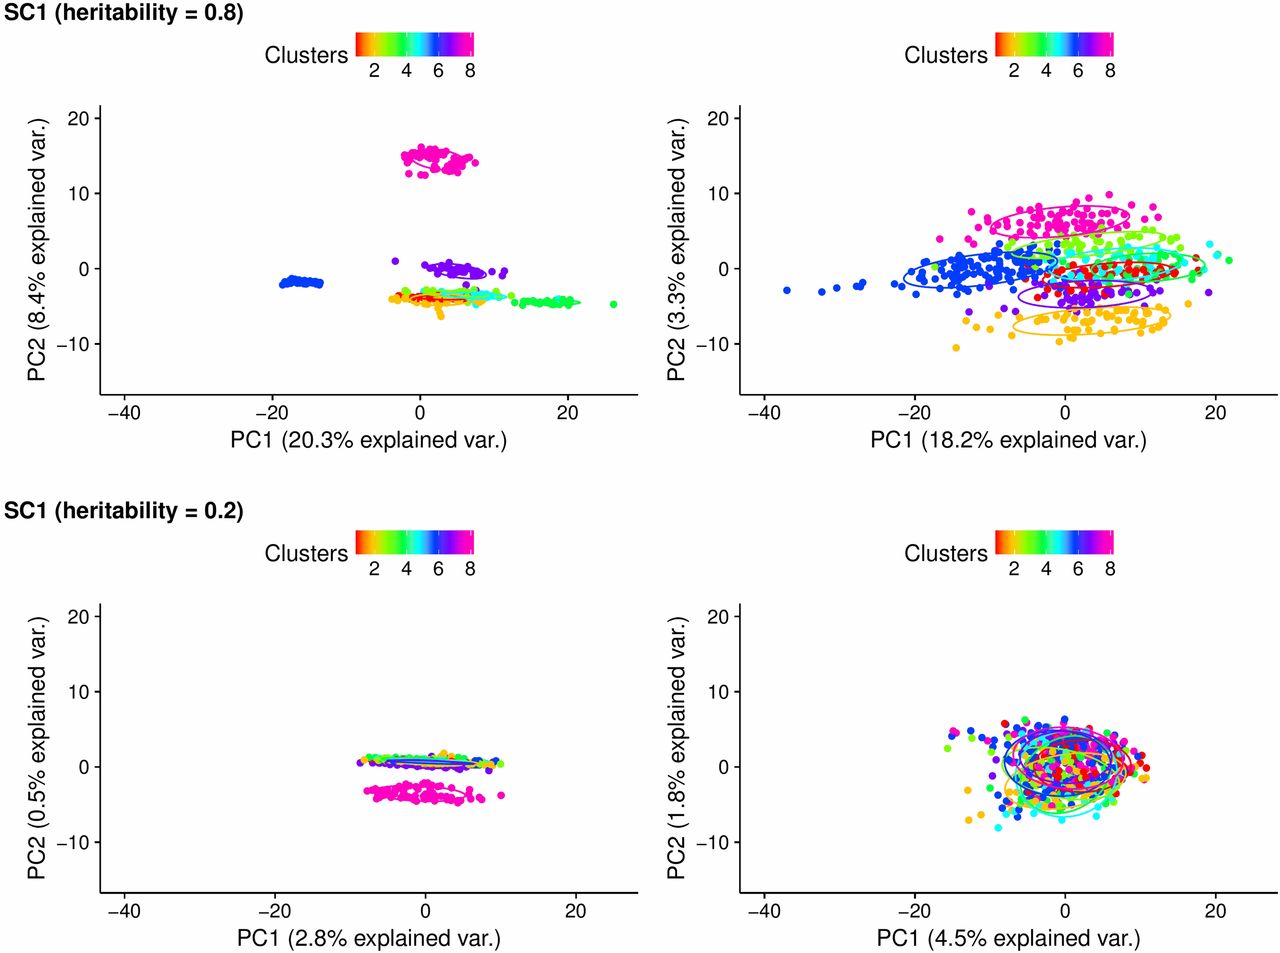 SC1 (heritability = 0.8)
Clusters
2 4 6 8
Clusters
2 4 6 8
PC2 (8.4% explained var.)
20
10
0
−10
−40 −20 0 20
PC1 (20.3% explained var.)
PC2 (3.3% explained var.)
20
10
0
−10
−40 −20 0 20
PC1 (18.2% explained var.)
SC1 (heritability = 0.2)
Clusters
2 4 6 8
Clusters
2 4 6 8
PC2 (0.5% explained var.)
20
10
0
−10
−40 −20 0 20
PC1 (2.8% explained var.)
PC2 (1.8% explained var.)
20
10
0
−10
−40 −20 0 20
PC1 (4.5% explained var.)